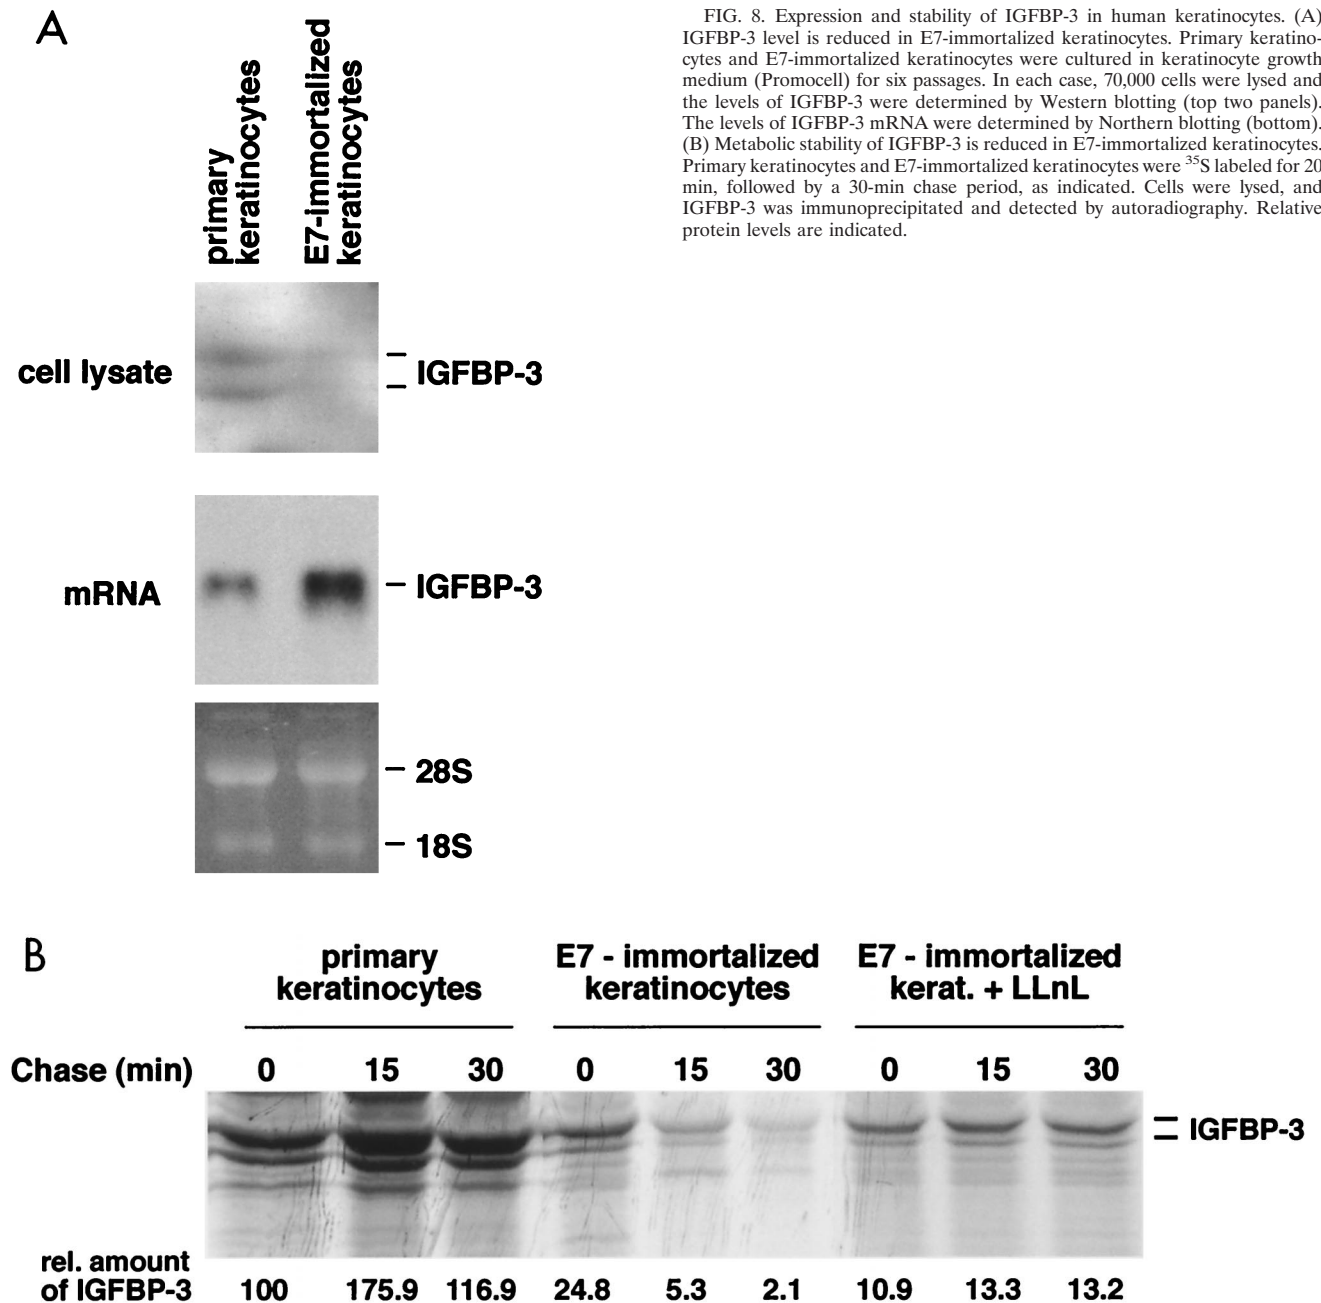 A
primary
keratinocytes
E7-immortalized
keratinocytes
cell lysate
IGFBP-3
mRNA
IGFBP-3
28S
18S
FIG. 8. Expression and stability of IGFBP-3 in human keratinocytes. (A)
IGFBP-3 level is reduced in E7-immortalized keratinocytes. Primary keratino-
cytes and E7-immortalized keratinocytes were cultured in keratinocyte growth
medium (Promocell) for six passages. In each case, 70,000 cells were lysed and
the levels of IGFBP-3 were determined by Western blotting (top two panels).
The levels of IGFBP-3 mRNA were determined by Northern blotting (bottom).
(B) Metabolic stability of IGFBP-3 is reduced in E7-immortalized keratinocytes.
Primary keratinocytes and E7-immortalized keratinocytes were ³⁵S labeled for 20
min, followed by a 30-min chase period, as indicated. Cells were lysed, and
IGFBP-3 was immunoprecipitated and detected by autoradiography. Relative
protein levels are indicated.
B
primary
keratinocytes
E7 - immortalized
keratinocytes
E7 - immortalized
kerat. + LLnL
Chase (min) 0 15 30 0 15 30 0 15 30
IGFBP-3
rel. amount
of IGFBP-3 100 175.9 116.9 24.8 5.3 2.1 10.9 13.3 13.2